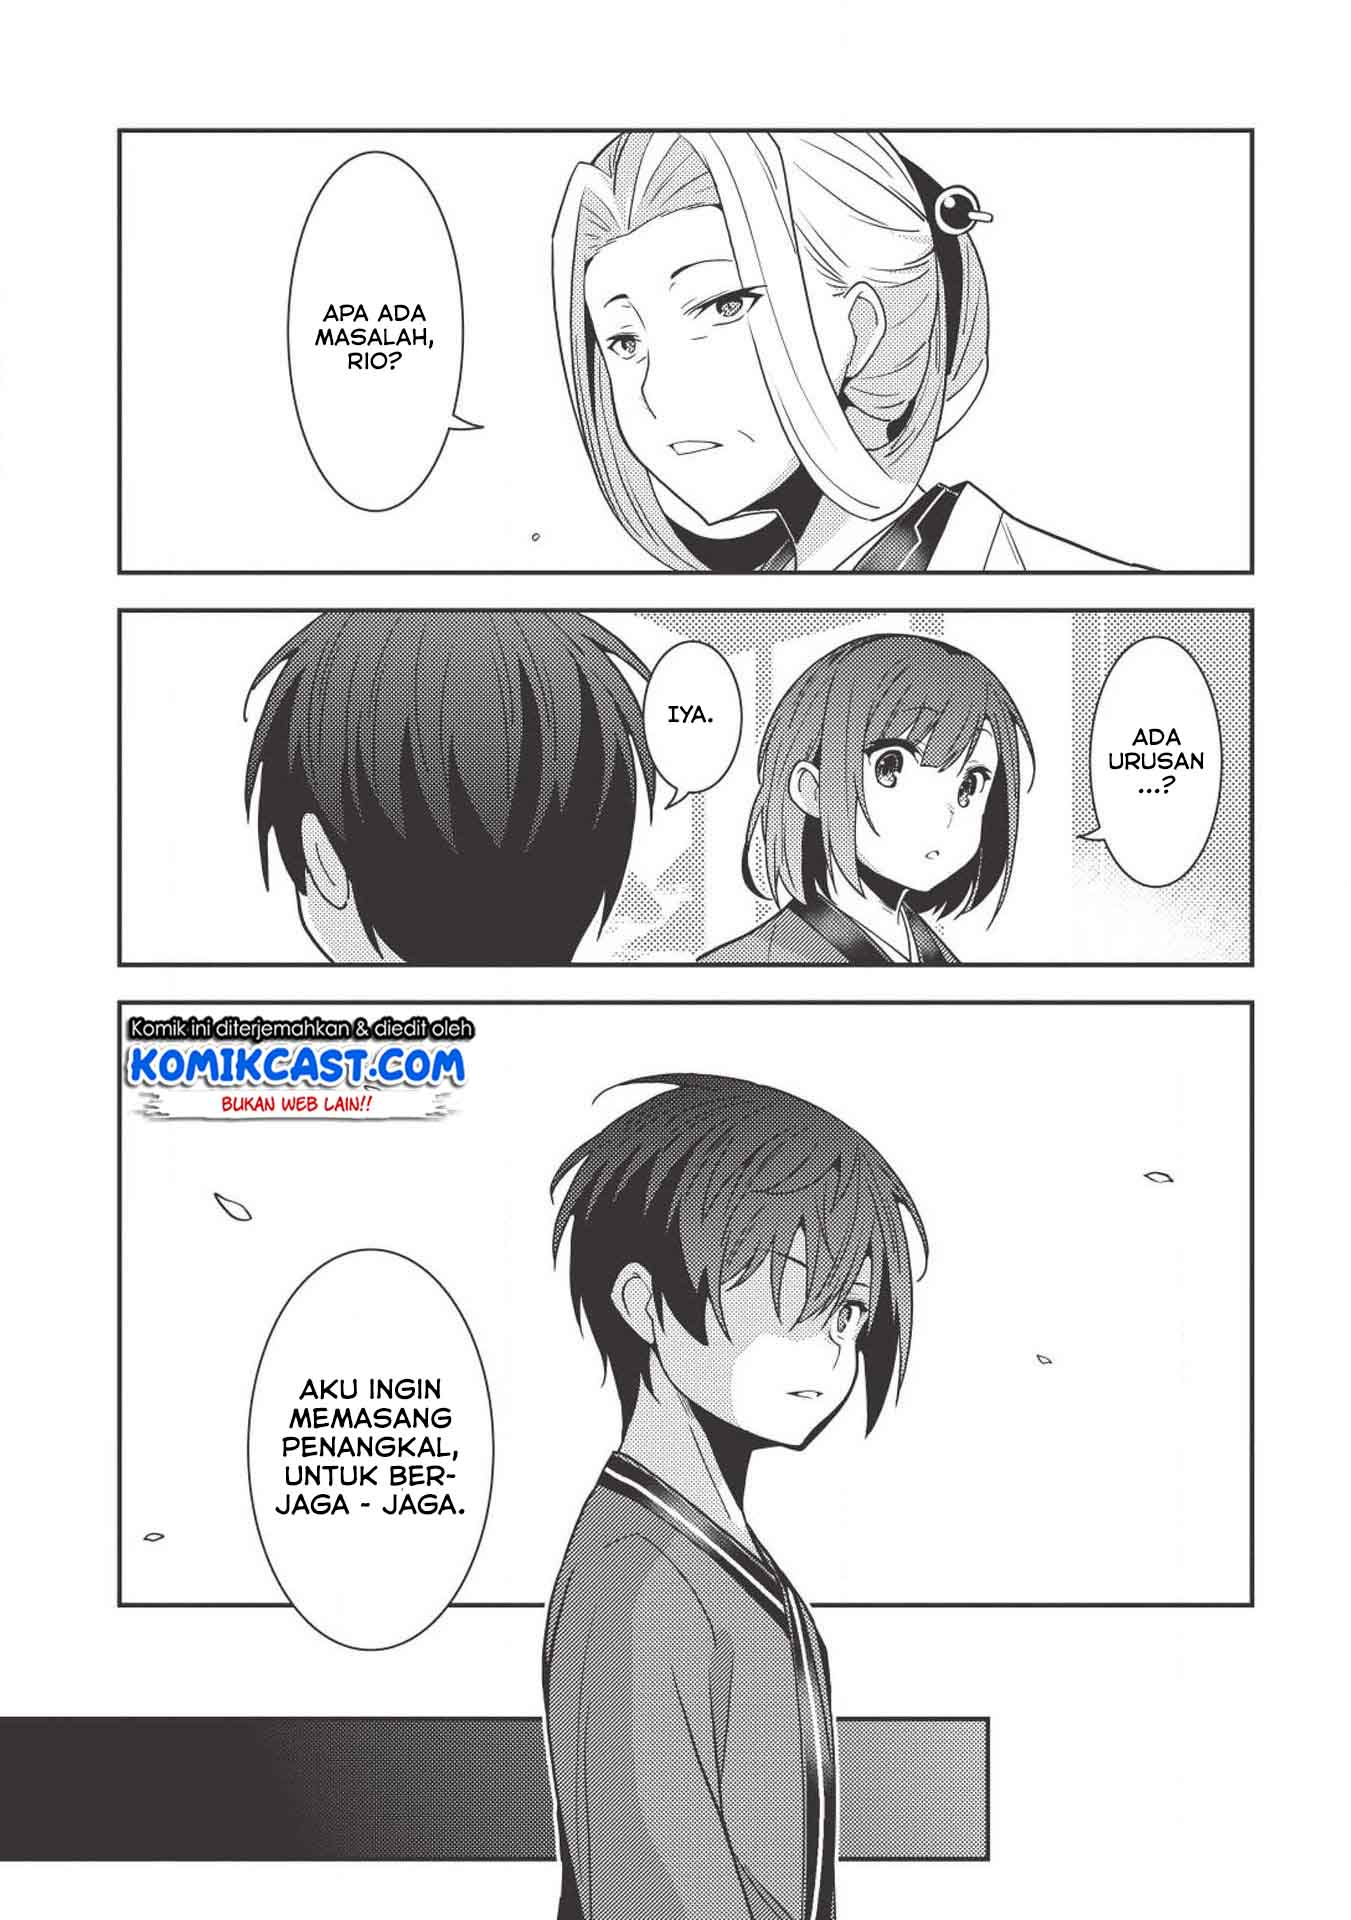 APA ADA
MASALAH,
RIO?
ADA
URUSAN
...?
IYA.
Komik ini diterjemahkan & diedit oleh
KOMIKCAST.COM
BUKAN WEB LAIN!!
AKU INGIN
MEMASANG
PENANGKAL,
UNTUK BER-
JAGA - JAGA.